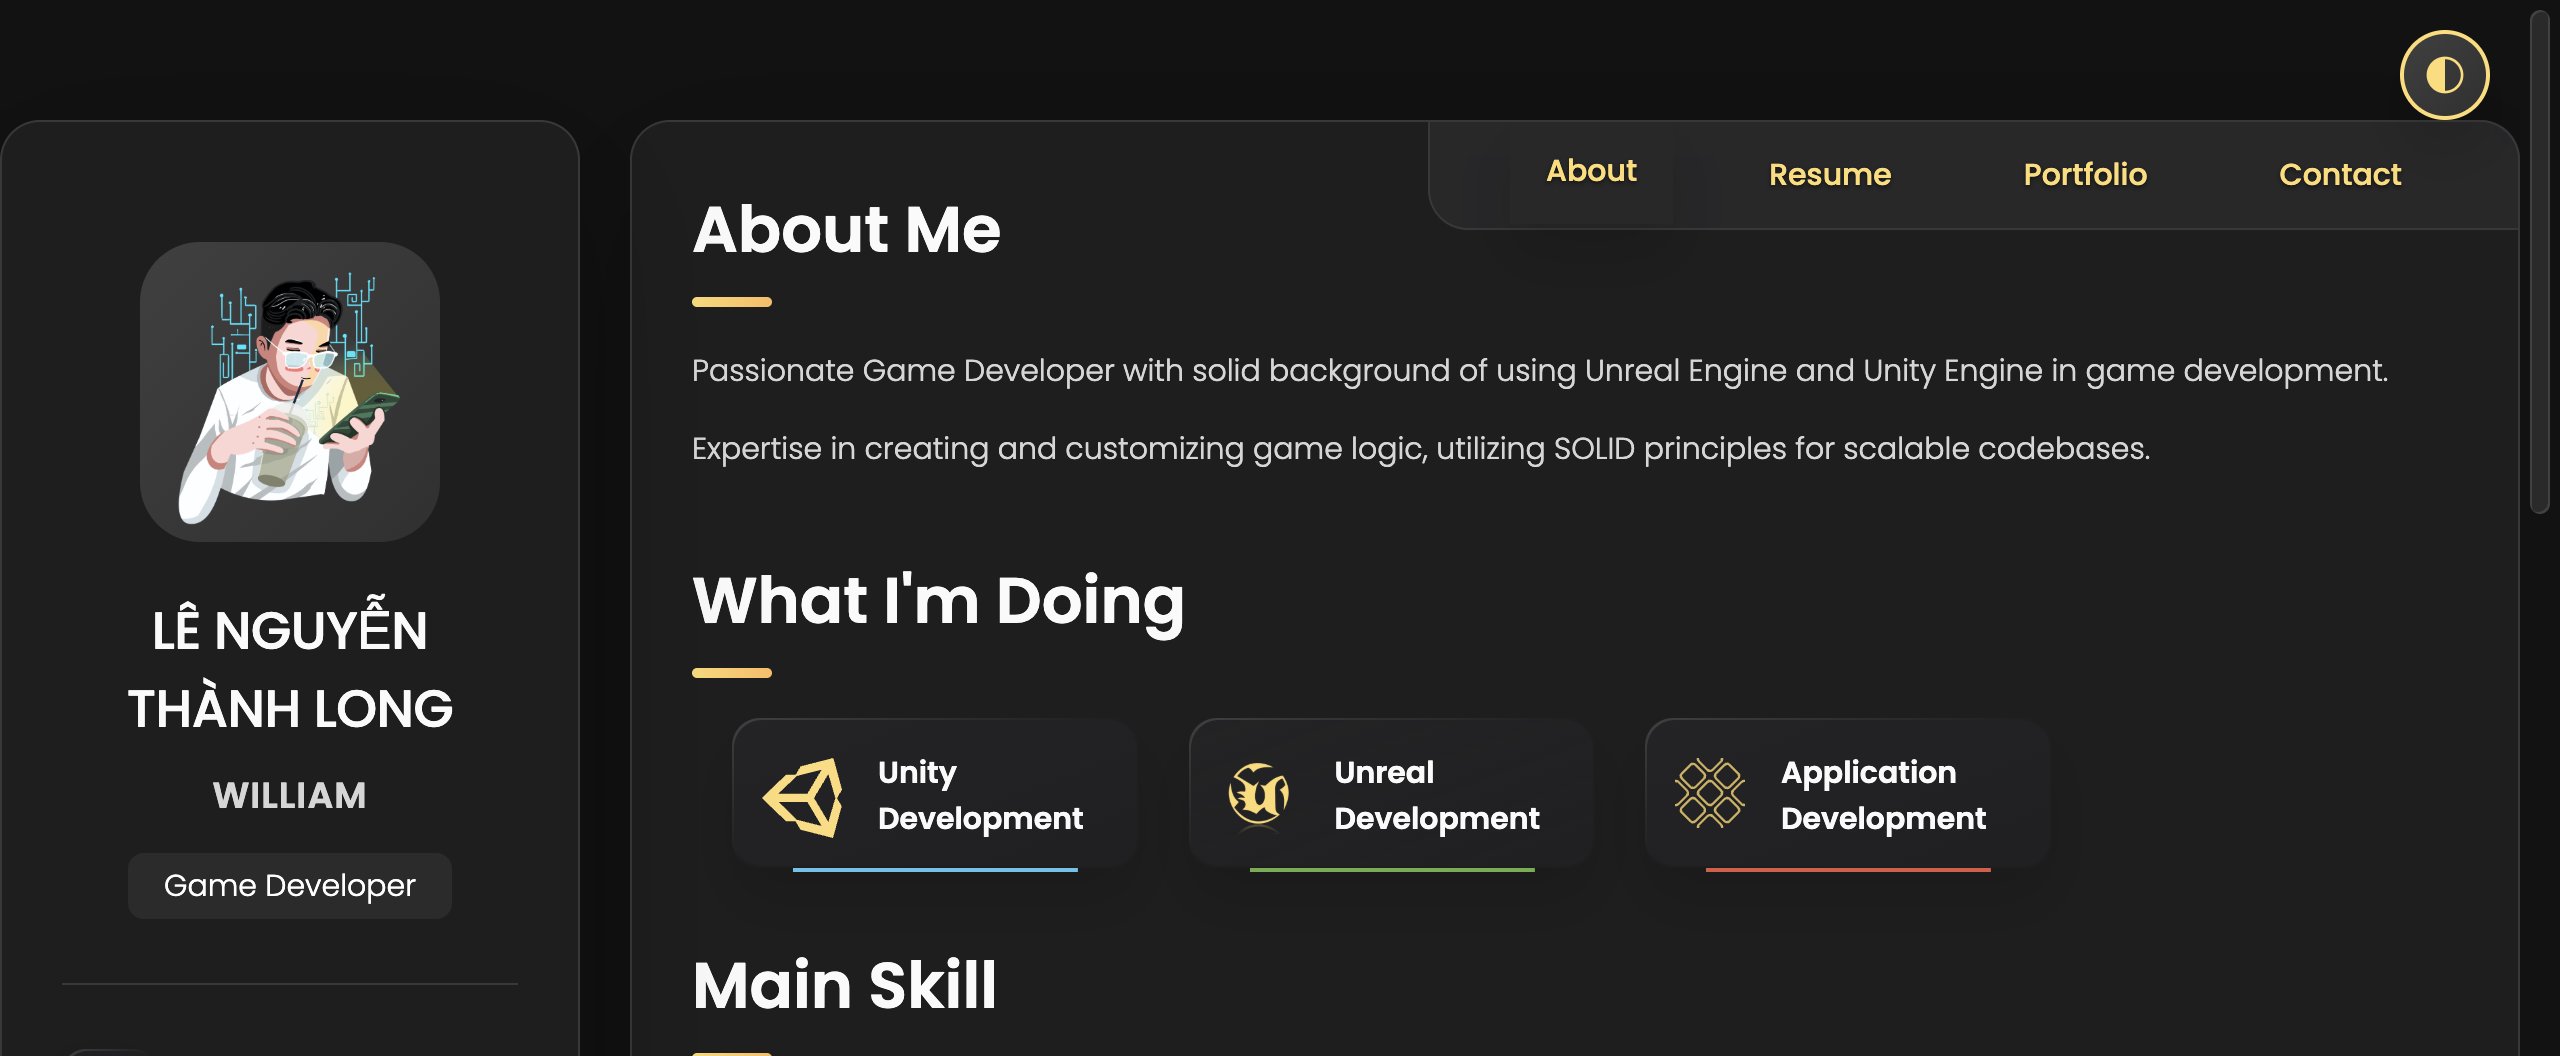 LÊ NGUYỄN
THÀNH LONG
WILLIAM
Game Developer
About
Resume
Portfolio
Contact
About Me
Passionate Game Developer with solid background of using Unreal Engine and Unity Engine in game development.
Expertise in creating and customizing game logic, utilizing SOLID principles for scalable codebases.
What I'm Doing
Unity
Development
Unreal
Development
Application
Development
Main Skill